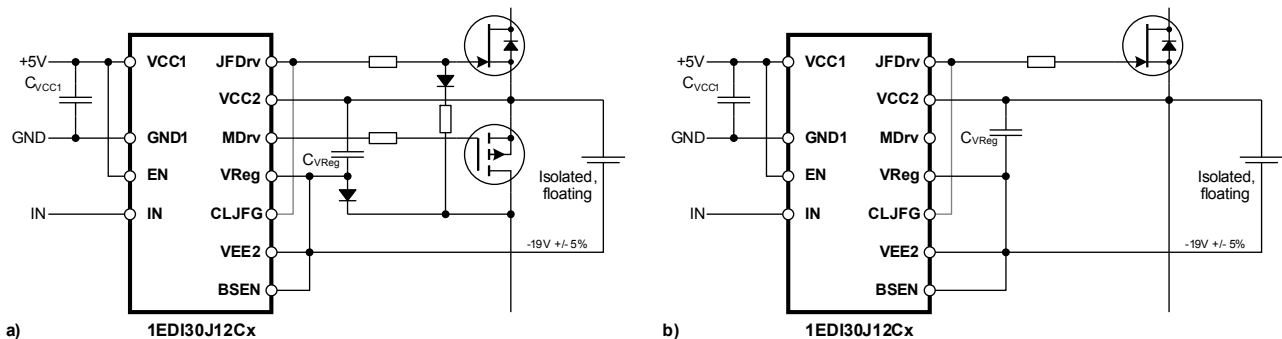 +5V
CVCC1
GND
IN
VCC1
GND1
EN
IN
JFDrv
VCC2
MDrv
VReg
CLJFG
VEE2
BSEN
CVReg
Isolated,
floating
-19V +/- 5%
a)
1EDI30J12Cx
+5V
CVCC1
GND
IN
VCC1
GND1
EN
IN
JFDrv
VCC2
MDrv
VReg
CLJFG
VEE2
BSEN
CVReg
Isolated,
floating
-19V +/- 5%
b)
1EDI30J12Cx